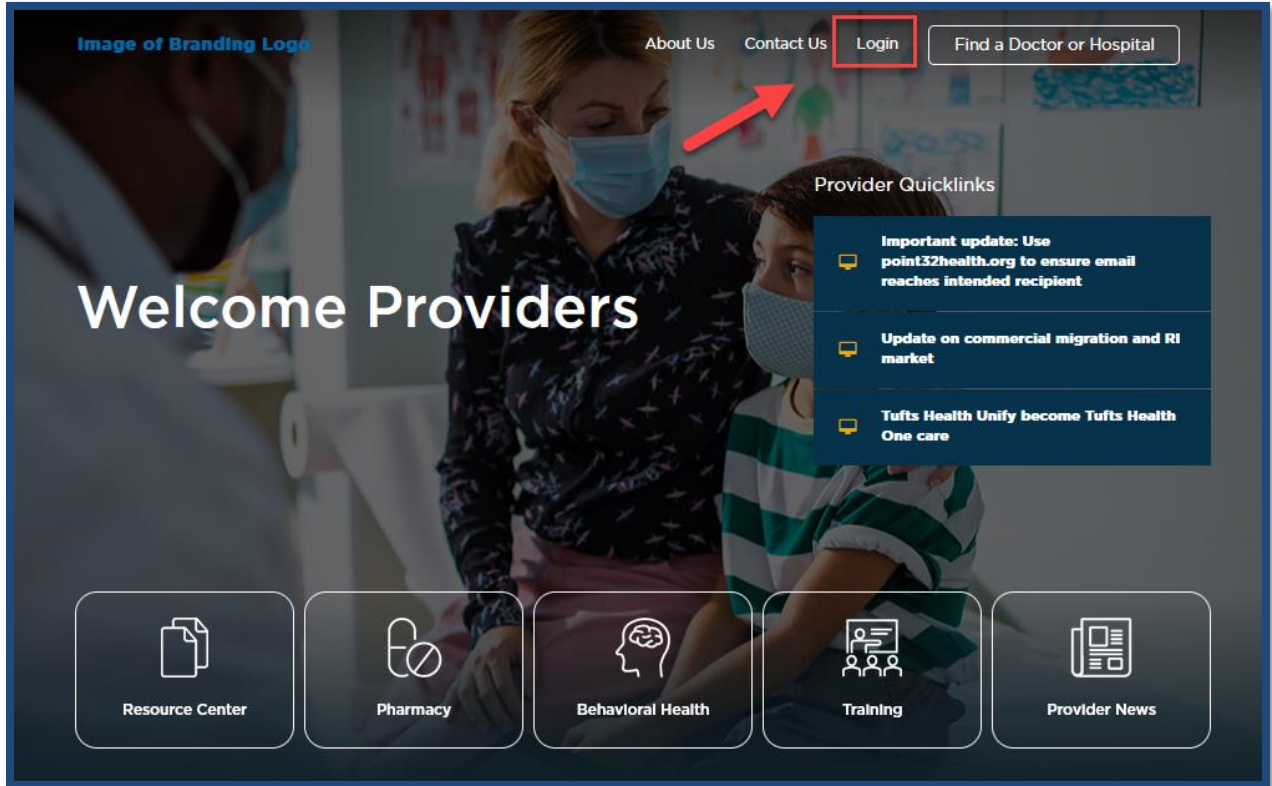 Image of Branding Logo
About Us Contact Us Login Find a Doctor or Hospital
Provider Quicklinks
Important update: Use
point32health.org to ensure email
reaches intended recipient
Update on commercial migration and RI
market
Tufts Health Unify become Tufts Health
One care
Welcome Providers
Resource Center
Pharmacy
Behavioral Health
Training
Provider News